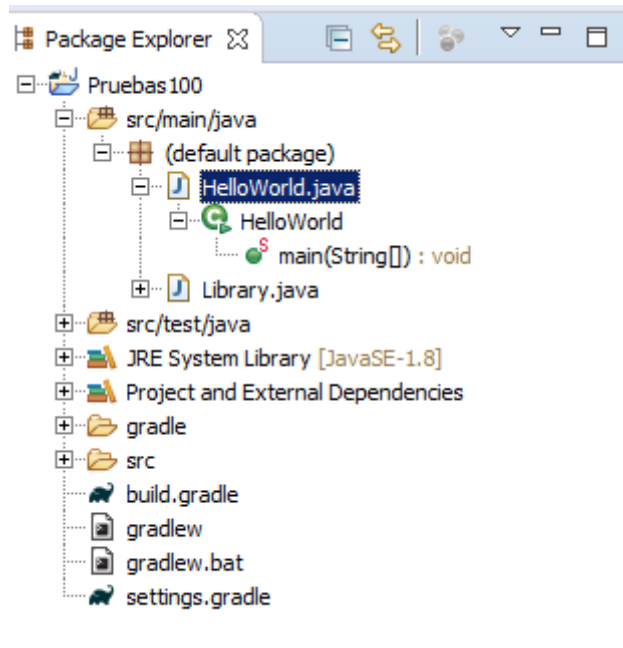 Package Explorer
Pruebas100
src/main/java
(default package)
HelloWorld.java
HelloWorld
main(String[]) : void
Library.java
src/test/java
JRE System Library [JavaSE-1.8]
Project and External Dependencies
gradle
src
build.gradle
gradlew
gradlew.bat
settings.gradle